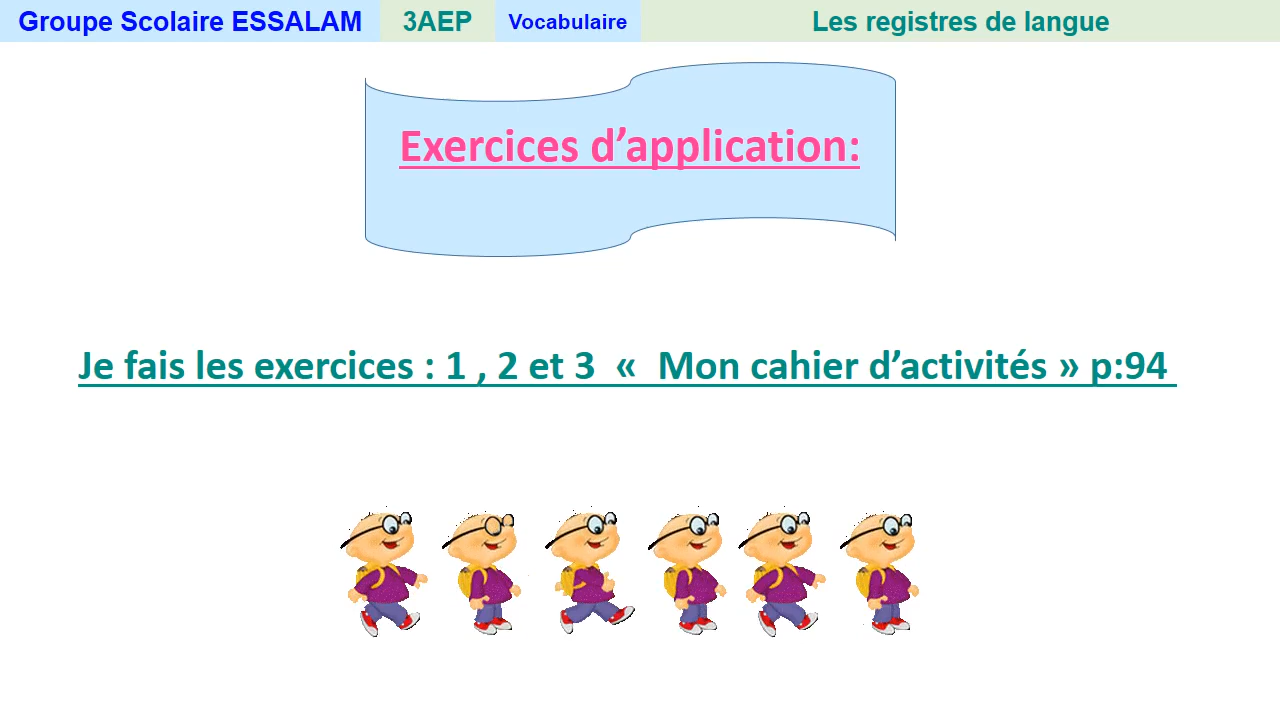 Groupe Scolaire ESSALAM 3AEP Vocabulaire Les registres de langue
Exercices d’application:
Je fais les exercices : 1 , 2 et 3 « Mon cahier d’activités » p:94